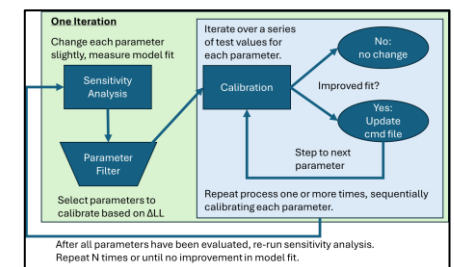 One Iteration
Change each parameter
slightly, measure model fit
Sensitivity
Analysis
Parameter
Filter
Select parameters to
calibrate based on ΔLL
Iterate over a series
of test values for
each parameter.
Calibration
No:
no change
Improved fit?
Yes:
Update
cmd file
Step to next
parameter
Repeat process one or more times, sequentially
calibrating each parameter.
After all parameters have been evaluated, re-run sensitivity analysis.
Repeat N times or until no improvement in model fit.